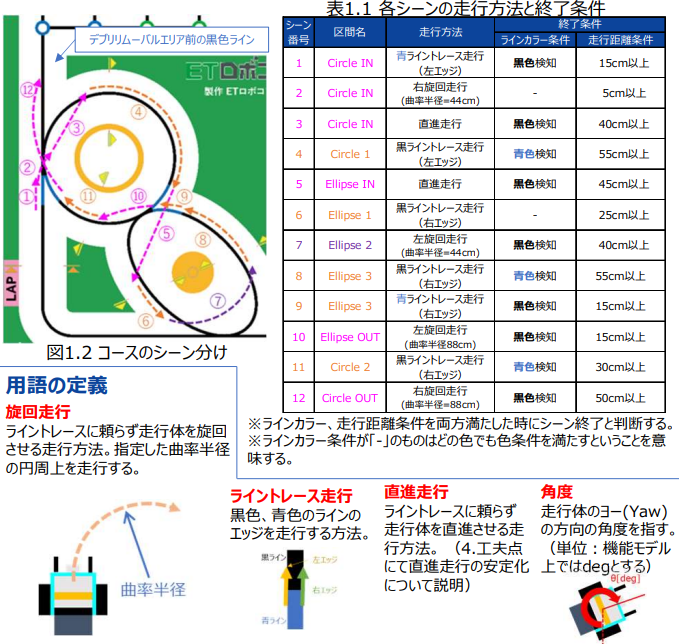 表1.1 各シーンの走行方法と終了条件
デブリリムーバルエリア前の黒色ライン
ETロボコ
製作 ETロボコ
⑫
③
④
②
①
⑪
⑩
⑨
⑤
⑧
⑦
⑥
LAP
図1.2 コースのシーン分け
シーン番号 区間名 走行方法 終了条件
ラインカラー条件 走行距離条件
1 Circle IN 青ライントレース走行(左エッジ) 黒色検知 15cm以上
2 Circle IN 右旋回走行(曲率半径=44cm) - 5cm以上
3 Circle IN 直進走行 黒色検知 40cm以上
4 Circle 1 黒ライントレース走行(左エッジ) 青色検知 55cm以上
5 Ellipse IN 直進走行 黒色検知 45cm以上
6 Ellipse 1 黒ライントレース走行(右エッジ) - 25cm以上
7 Ellipse 2 左旋回走行(曲率半径=44cm) 黒色検知 40cm以上
8 Ellipse 3 黒ライントレース走行(右エッジ) 青色検知 55cm以上
9 Ellipse 3 青ライントレース走行(右エッジ) 黒色検知 15cm以上
10 Ellipse OUT 左旋回走行(曲率半径88cm) 黒色検知 15cm以上
11 Circle 2 黒ライントレース走行(右エッジ) 青色検知 30cm以上
12 Circle OUT 右旋回走行(曲率半径=88cm) 黒色検知 50cm以上
※ラインカラー、走行距離条件を両方満たした時にシーン終了と判断する。
※ラインカラー条件が「-」のものはどの色でも色条件を満たすということを意
味する。
用語の定義
旋回走行
ライントレースに頼らず走行体を旋回
させる走行方法。指定した曲率半径
の円周上を走行する。
曲率半径
ライントレース走行
黒色、青色のラインの
エッジを走行する方法。
黒ライン
左エッジ
右エッジ
青ライン
直進走行
ライントレースに頼らず
走行体を直進させる走
行方法。（4.工夫点
にて直進走行の安定化
について説明）
角度
走行体のヨー(Yaw)
の方向の角度を指す。
（単位：機能モデル
上ではdegとする）
θ[deg]